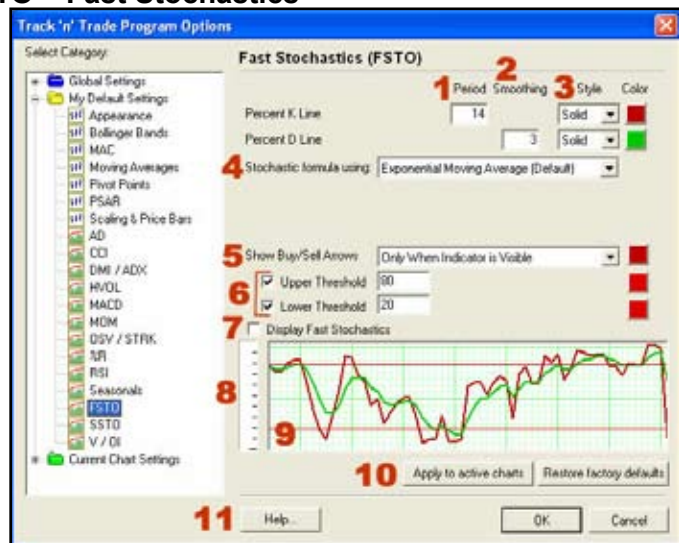 Fast Stochastics
Track 'n' Trade Program Options
Select Category:
Global Settings
My Default Settings
Appearance
Bollinger Bands
MAC
Moving Averages
Pivot Points
PSAR
Scaling & Price Bars
AD
CCI
DMI / ADX
HVOL
MACD
MOM
OSV / STRK
%R
RSI
Seasonals
FSTO
SSTO
V / OI
Current Chart Settings
Fast Stochastics (FSTO)
2
1 Period Smoothing 3 Style Color
Percent K Line 14 Solid
Percent D Line 3 Solid
4 Stochastic formula using: Exponential Moving Average (Default)
5 Show Buy/Sell Arrows Only When Indicator is Visible
6 Upper Threshold 80
Lower Threshold 20
7 Display Fast Stochastics
8
9
10 Apply to active charts Restore factory defaults
11 Help... OK Cancel